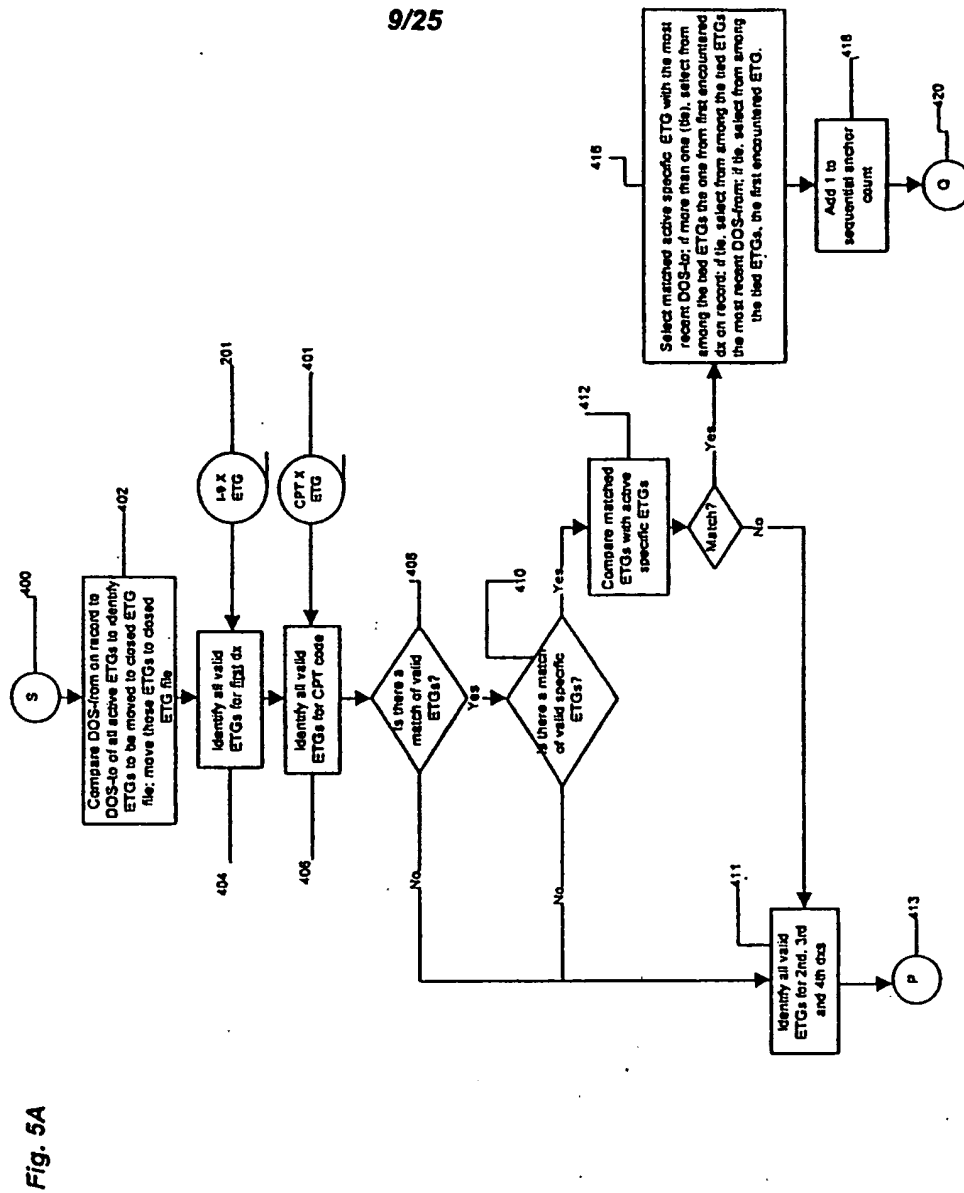 9/25
Fig. 5A
S
400
Compare DOS-from on record to
DOS-to of all active ETGs to identify
ETGs to be moved to closed ETG
file; move those ETGs to closed
ETG file
402
I-9 X
ETG
201
Identify all valid
ETGs for first dx
404
CPT X
ETG
401
Identify all valid
ETGs for CPT code
406
Is there a
match of valid
ETGs?
408
No
Yes
Is there a match
of valid specific
ETGs?
410
No
Yes
Compare matched
ETGs with active
specific ETGs
412
Match?
Yes
No
Identify all valid
ETGs for 2nd, 3rd
and 4th dxs
411
P
413
Select matched active specific ETG with the most
recent DOS-to; if more than one (tie), select from
among the tied ETGs the one from first encountered
dx on record; if tie, select from among the tied ETGs
the most recent DOS-from; if tie, select from among
the tied ETGs, the first encountered ETG.
416
Add 1 to
sequential anchor
count
418
Q
420